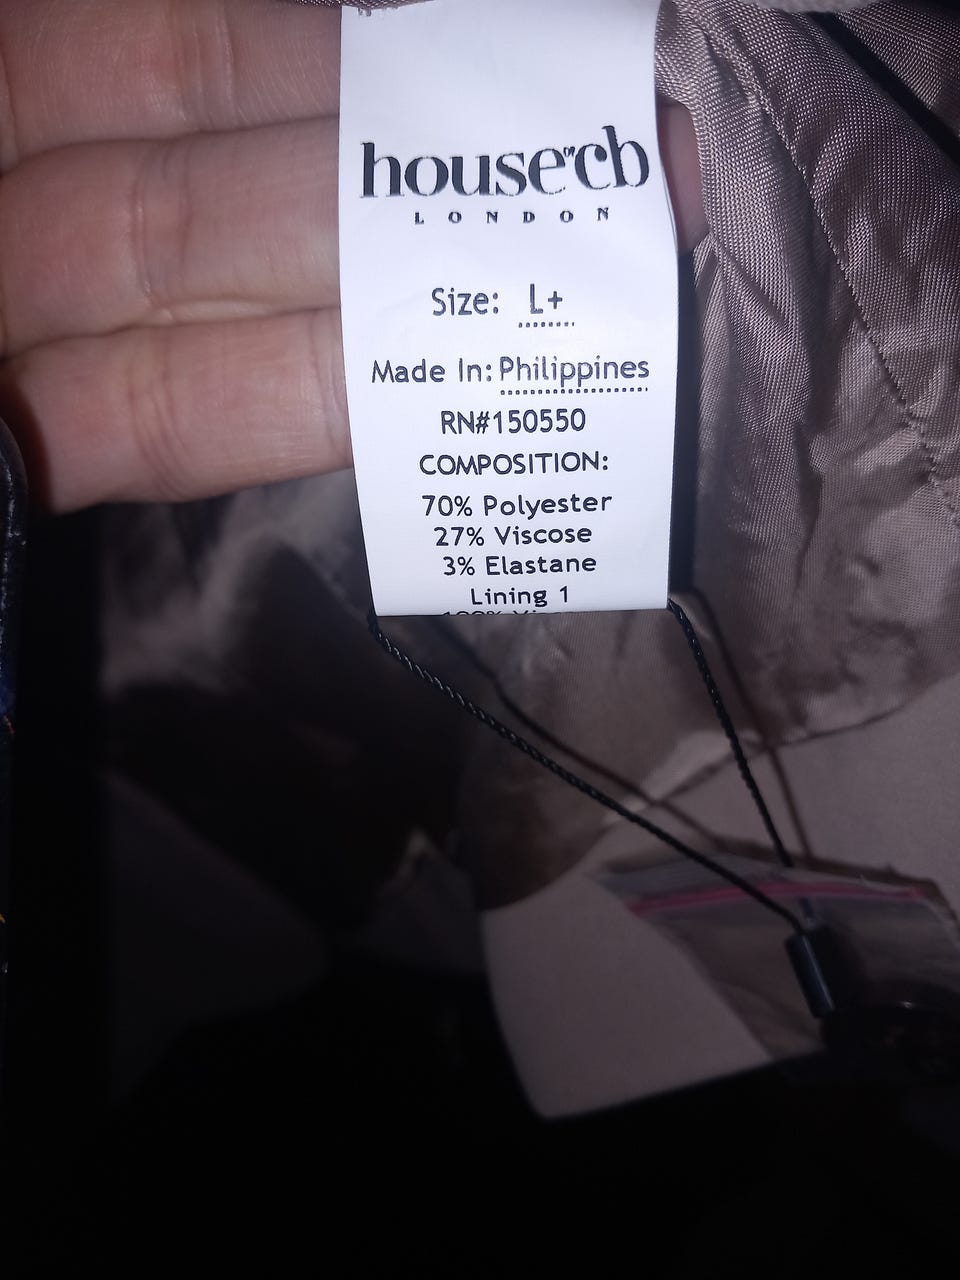 house of cb
LONDON
Size: L+
Made In: Philippines
RN#150550
COMPOSITION:
70% Polyester
27% Viscose
3% Elastane
Lining 1